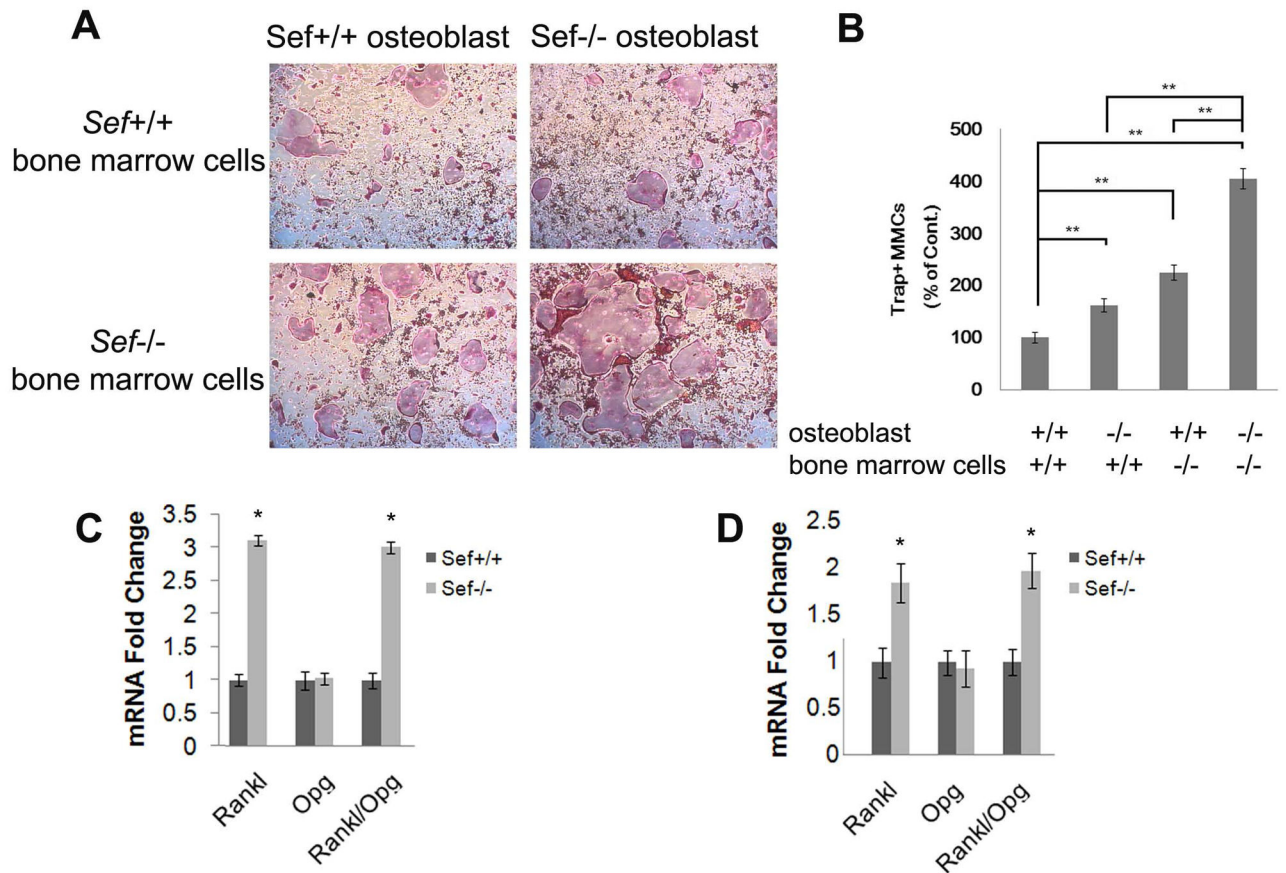 A
Sef+/+ osteoblast
Sef-/- osteoblast
Sef+/+
bone marrow cells
Sef-/-
bone marrow cells
B
Trap+MMCs
(% of Cont.)
500
400
300
200
100
0
**
**
**
**
**
osteoblast +/+ -/- +/+ -/-
bone marrow cells +/+ +/+ -/- -/-
C
mRNA Fold Change
3.5
3
2.5
2
1.5
1
0.5
0
*
*
Sef+/+
Sef-/-
Rankl
Opg
Rankl/Opg
D
mRNA Fold Change
2.5
2
1.5
1
0.5
0
*
*
Sef+/+
Sef-/-
Rankl
Opg
Rankl/Opg